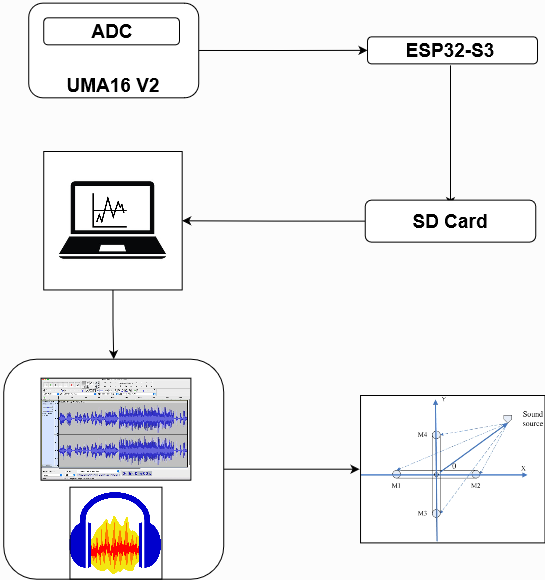 ADC
UMA16 V2
ESP32-S3
SD Card
Y
Sound
source
M4
θ
X
M1
M2
M3